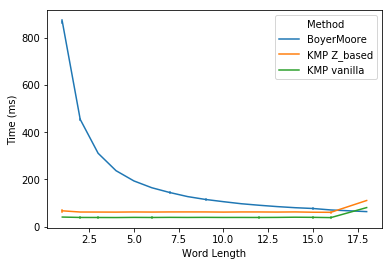 Method
BoyerMoore
KMP Z_based
KMP vanilla
Time (ms)
800
600
400
200
0
2.5 5.0 7.5 10.0 12.5 15.0 17.5
Word Length